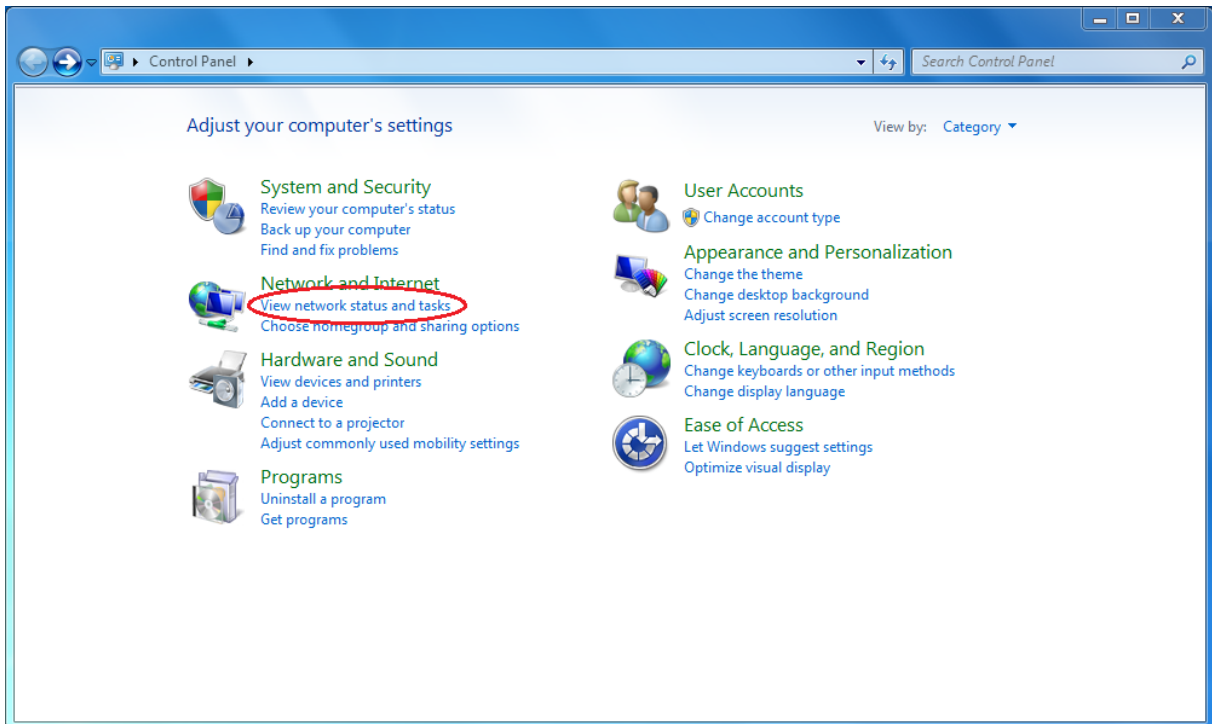 Control Panel
Search Control Panel
Adjust your computer's settings
View by: Category
System and Security
Review your computer's status
Back up your computer
Find and fix problems
Network and Internet
View network status and tasks
Choose homegroup and sharing options
Hardware and Sound
View devices and printers
Add a device
Connect to a projector
Adjust commonly used mobility settings
Programs
Uninstall a program
Get programs
User Accounts
Change account type
Appearance and Personalization
Change the theme
Change desktop background
Adjust screen resolution
Clock, Language, and Region
Change keyboards or other input methods
Change display language
Ease of Access
Let Windows suggest settings
Optimize visual display